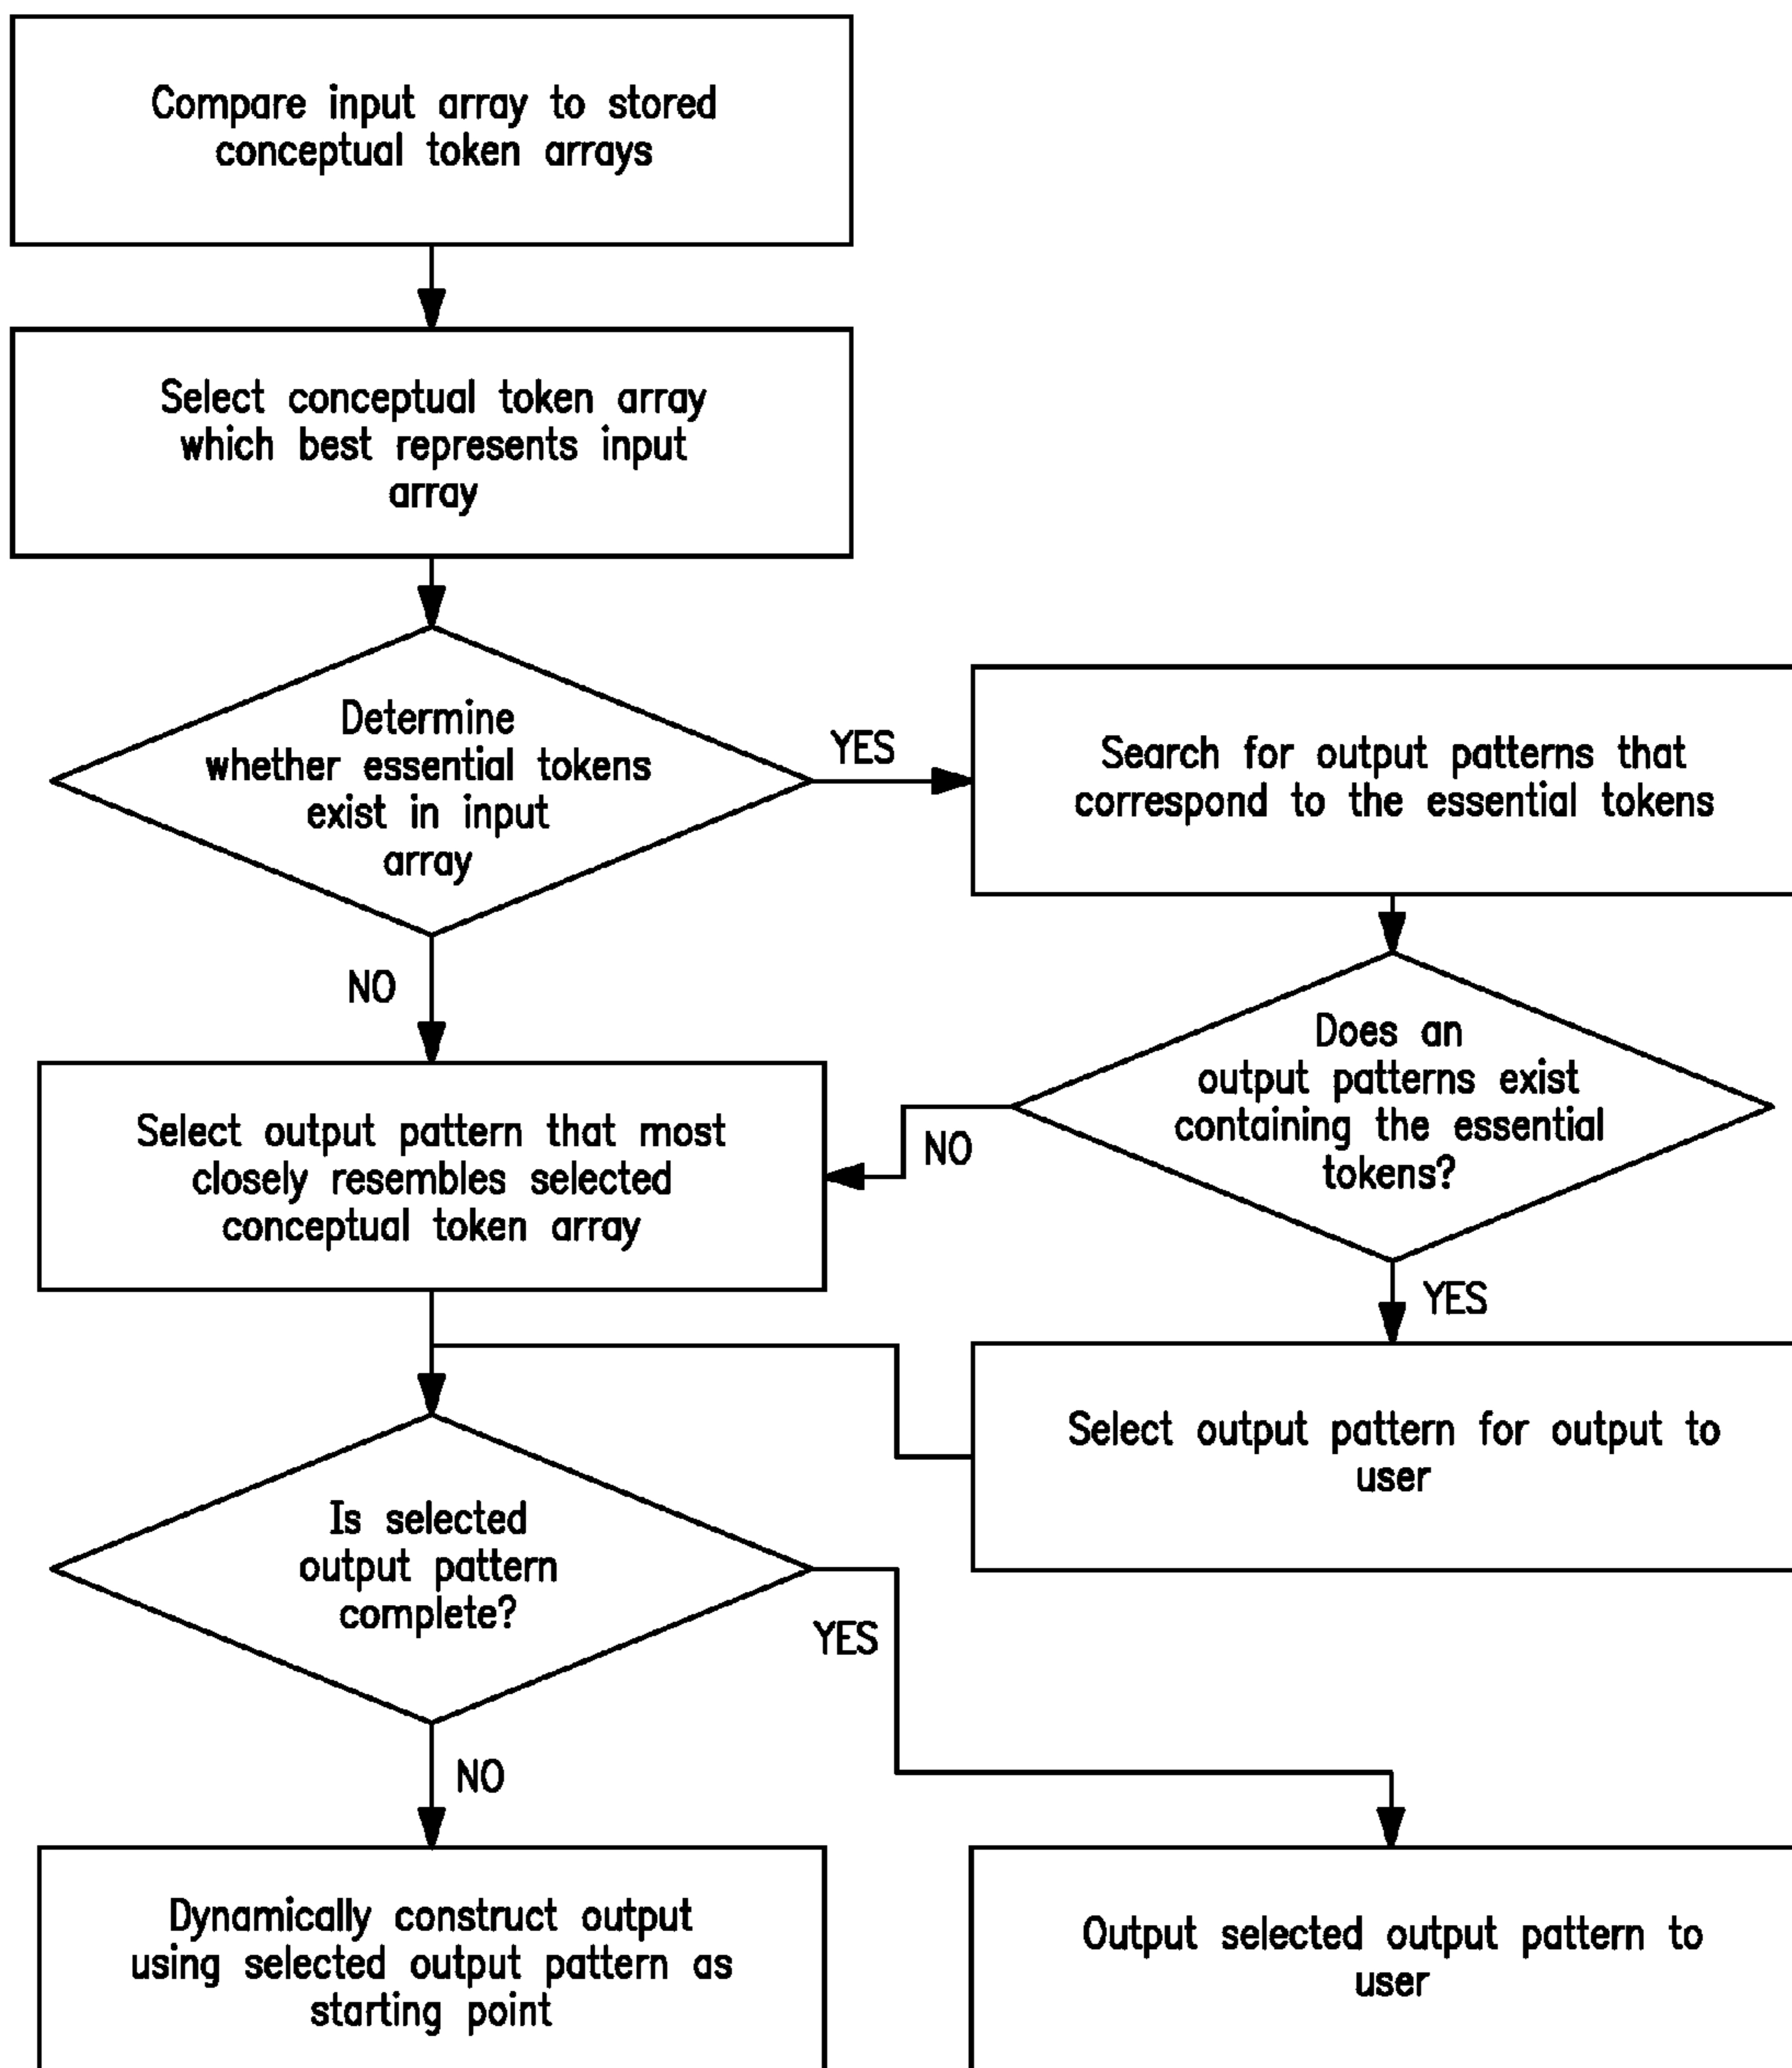 Compare input array to stored
conceptual token arrays
Select conceptual token array
which best represents input
array
Determine
whether essential tokens
exist in input
array
YES
Search for output patterns that
correspond to the essential tokens
NO
Does an
output patterns exist
containing the essential
tokens?
NO
Select output pattern that most
closely resembles selected
conceptual token array
YES
Select output pattern for output to
user
Is selected
output pattern
complete?
YES
NO
Dynamically construct output
using selected output pattern as
starting point
Output selected output pattern to
user